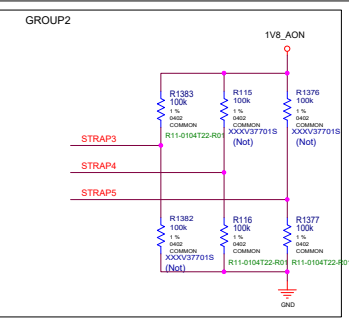 GROUP2
1V8_AON
R1383
100k
1 %
0402
COMMON
R11-0104T22-R01
R115
100k
1 %
0402
COMMON
XXXV37701S
(Not)
R1376
100k
1 %
0402
COMMON
XXXV37701S
(Not)
STRAP3
STRAP4
STRAP5
R1382
100k
1 %
0402
COMMON
XXXV37701S
(Not)
R116
100k
1 %
0402
COMMON
R11-0104T22-R01
R1377
100k
1 %
0402
COMMON
R11-0104T22-R01
GND